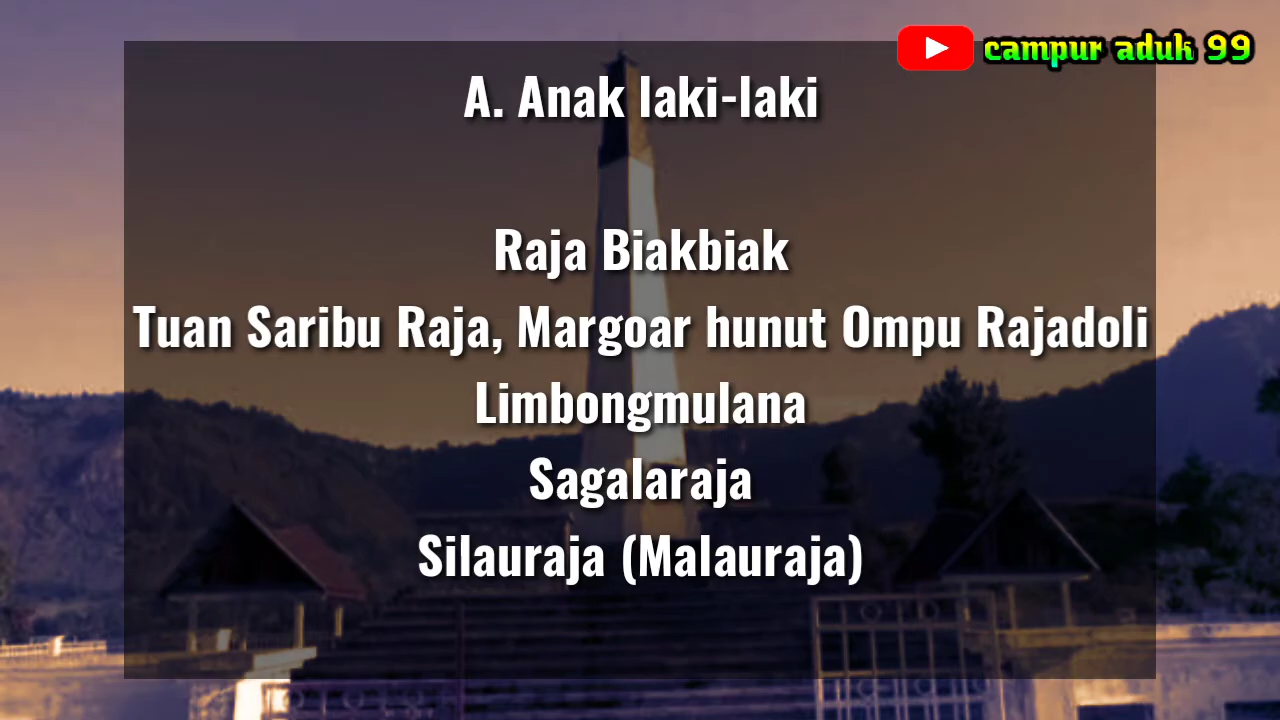 campur aduk 99
A. Anak laki-laki
Raja Biakbiak
Tuan Saribu Raja, Margoar hunut Ompu Rajadoli
Limbongmulana
Sagalaraja
Silauraja (Malauraja)